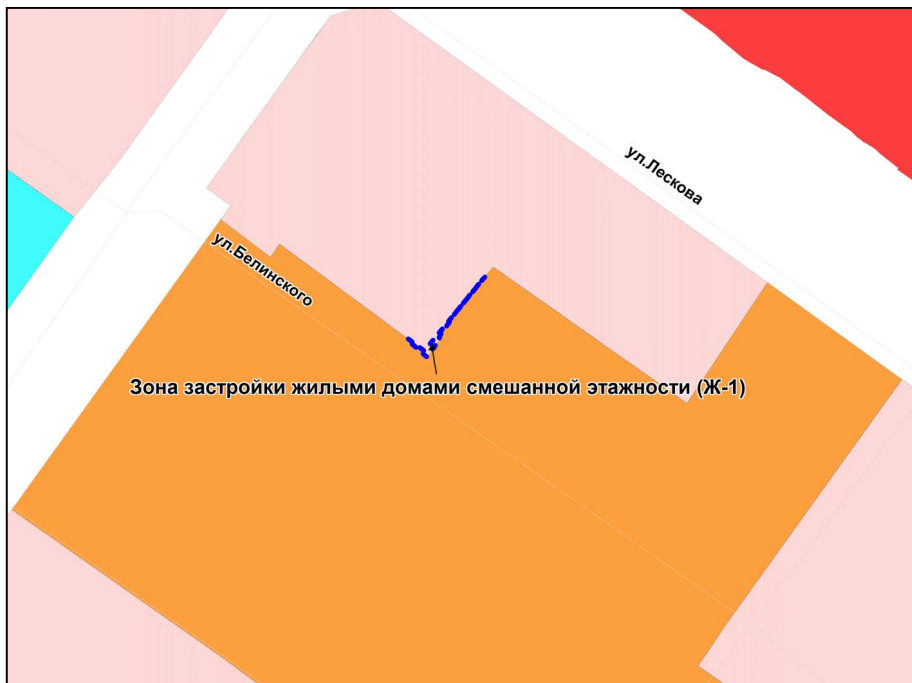 ул.Лескова
ул.Белинского
Зона застройки жилыми домами смешанной этажности (Ж-1)